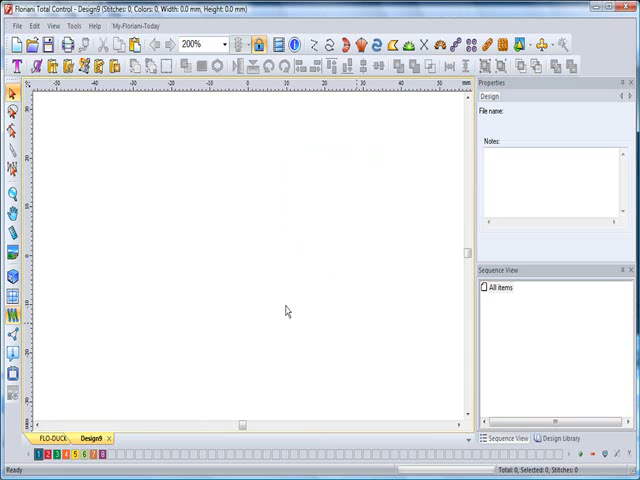 Floriani Total Control - Design9 (Stitches: 0, Colors: 0, Width: 0.0 mm, Height: 0.0 mm)
File Edit View Tools Help My-Floriani-Today
200%
Properties
Design
File name:
Notes:
Sequence View
All items
FLO-DUCK Design9
Sequence View Design Library
1 2 3 4 5 6 7 8
Ready
Total: 0, Selected: 0, Stitches: 0